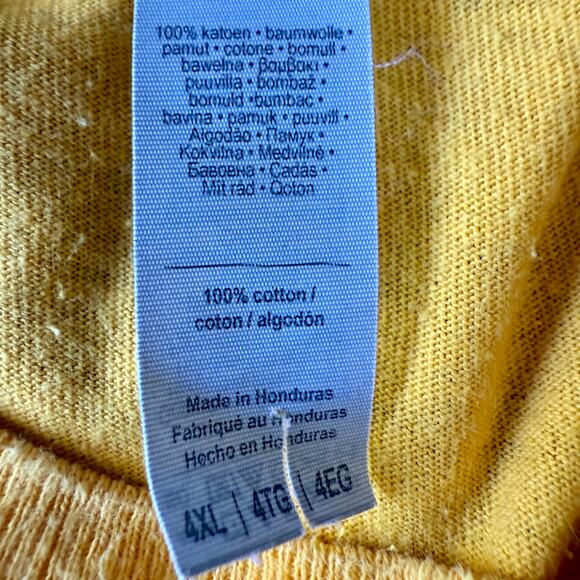 100% katoen • baumwolle •
pamut • cotone • bomull •
bawełna • βαμβακι •
puuvilla • bombaž •
bomuld • bumbac •
bavlna • pamuk • puuvill •
Algodão • Памук •
Kokvilna • Medvilnė •
Бавовна • Cadás •
Mit rad • Qoton
100% cotton /
coton / algodón
Made in Honduras
Fabriqué au Honduras
Hecho en Honduras
4XL | 4TG | 4EG